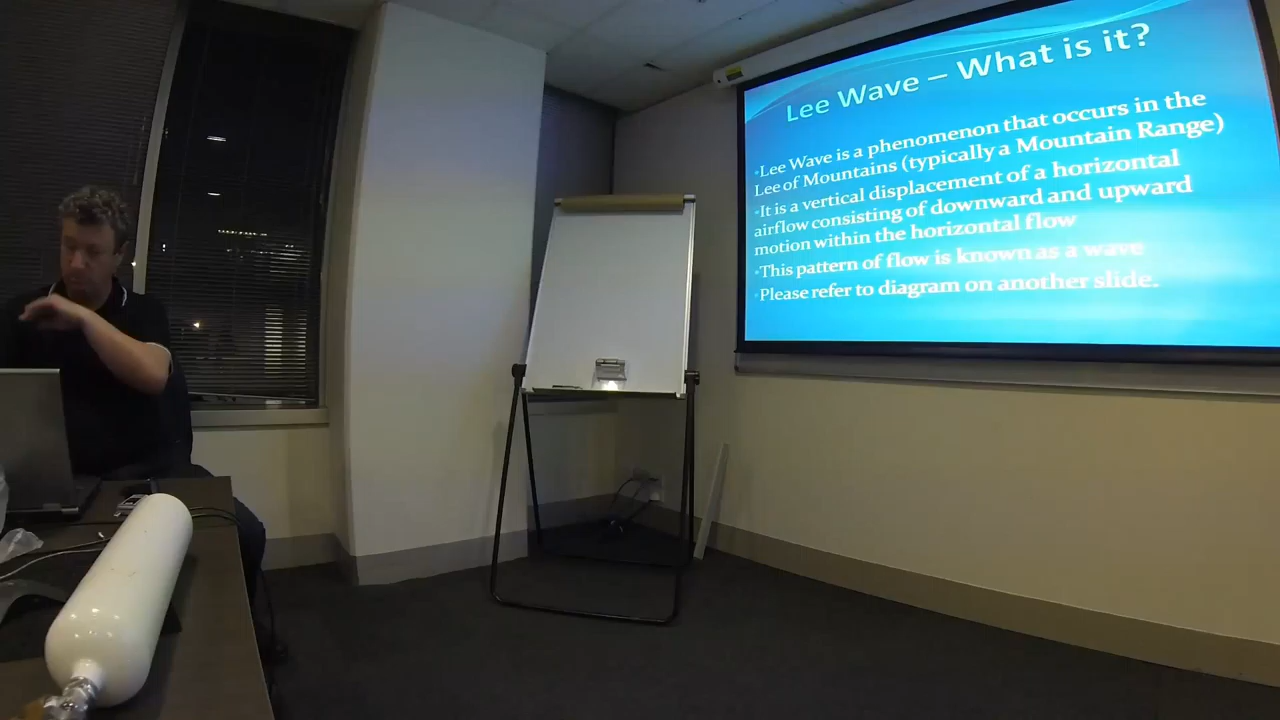 Lee Wave – What is it?
•Lee Wave is a phenomenon that occurs in the
Lee of Mountains (typically a Mountain Range)
•It is a vertical displacement of a horizontal
airflow consisting of downward and upward
motion within the horizontal flow
•This pattern of flow is known as a wave
•Please refer to diagram on another slide.